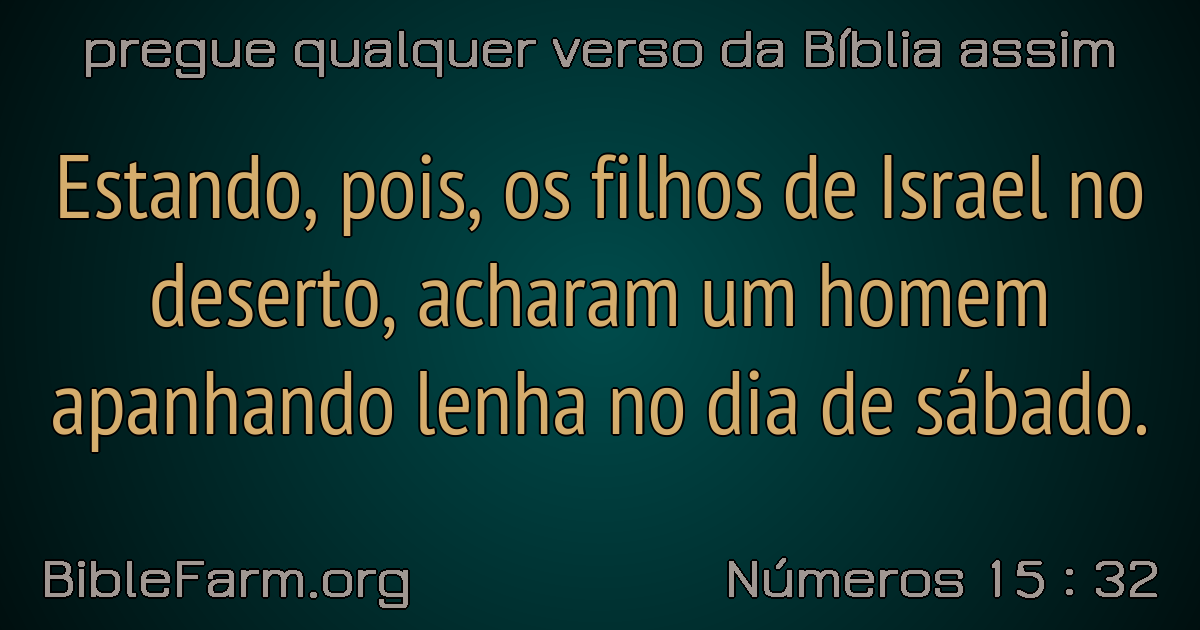 pregue qualquer verso da Bíblia assim
Estando, pois, os filhos de Israel no
deserto, acharam um homem
apanhando lenha no dia de sábado.
BibleFarm.org
Números 15 : 32